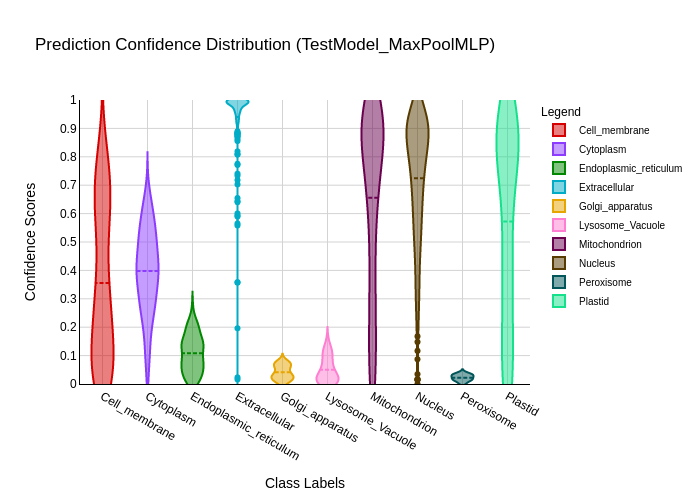 Prediction Confidence Distribution (TestModel_MaxPoolMLP)
Legend
Cell_membrane
Cytoplasm
Endoplasmic_reticulum
Extracellular
Golgi_apparatus
Lysosome_Vacuole
Mitochondrion
Nucleus
Peroxisome
Plastid
Confidence Scores
1
0.9
0.8
0.7
0.6
0.5
0.4
0.3
0.2
0.1
0
Cell_membrane
Cytoplasm
Endoplasmic_reticulum
Extracellular
Golgi_apparatus
Lysosome_Vacuole
Mitochondrion
Nucleus
Peroxisome
Plastid
Class Labels